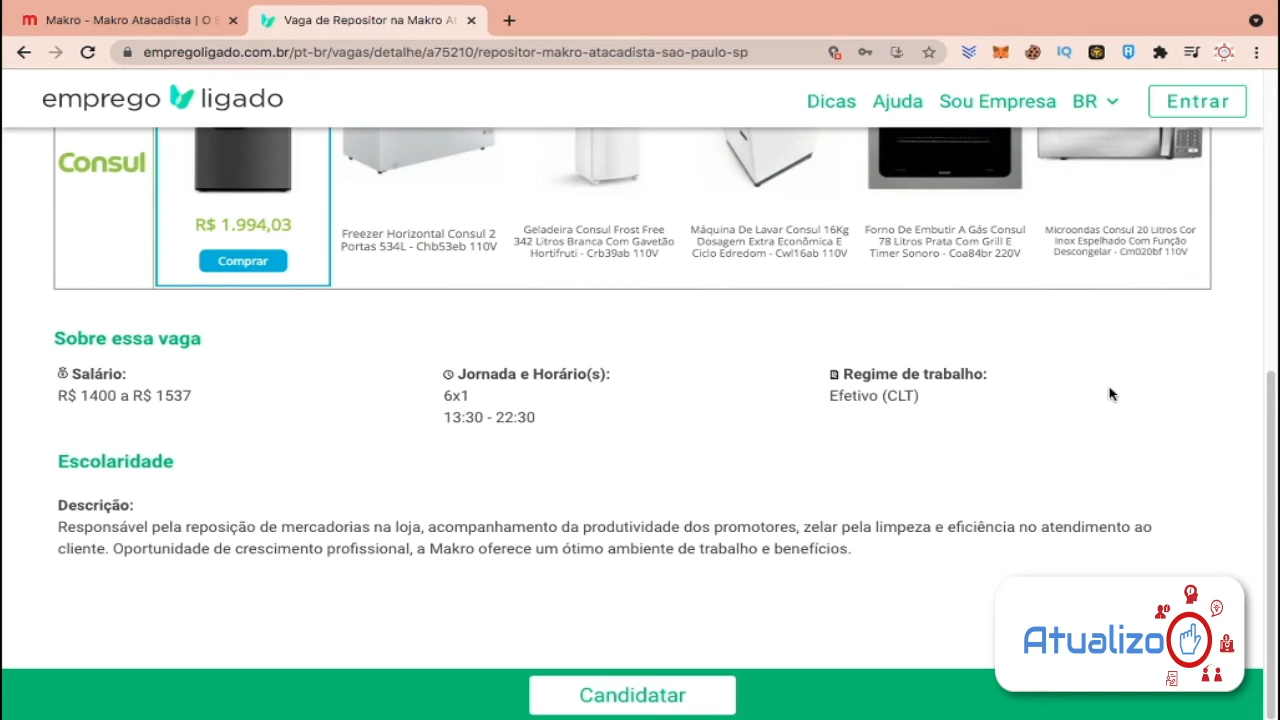 Makro - Makro Atacadista | O S
Vaga de Repositor na Makro At
empregoligado.com.br/pt-br/vagas/detalhe/a75210/repositor-makro-atacadista-sao-paulo-sp
emprego ligado
Dicas
Ajuda
Sou Empresa
BR
Entrar
Consul
R$ 1.994,03
Comprar
Freezer Horizontal Consul 2
Portas 534L - Chb53eb 110V
Geladeira Consul Frost Free
342 Litros Branca Com Gavetão
Hortifruti - Crb39ab 110V
Máquina De Lavar Consul 16Kg
Dosagem Extra Econômica E
Ciclo Edredom - Cwl16ab 110V
Forno De Embutir A Gás Consul
78 Litros Prata Com Grill E
Timer Sonoro - Coa84br 220V
Microondas Consul 20 Litros Cor
Inox Espelhado Com Função
Descongelar - Cm020bf 110V
Sobre essa vaga
Salário:
R$ 1400 a R$ 1537
Jornada e Horário(s):
6x1
13:30 - 22:30
Regime de trabalho:
Efetivo (CLT)
Escolaridade
Descrição:
Responsável pela reposição de mercadorias na loja, acompanhamento da produtividade dos promotores, zelar pela limpeza e eficiência no atendimento ao
cliente. Oportunidade de crescimento profissional, a Makro oferece um ótimo ambiente de trabalho e benefícios.
Atualizo
Candidatar